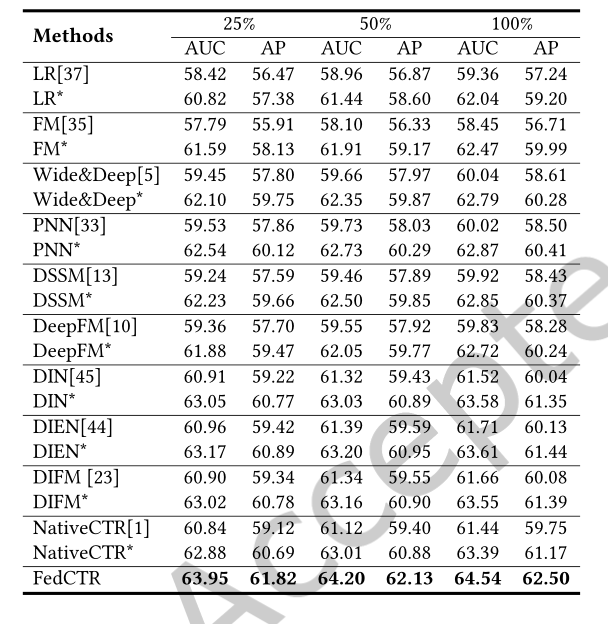 Methods 25% 50% 100%
AUC AP AUC AP AUC AP
LR[37] 58.42 56.47 58.96 56.87 59.36 57.24
LR* 60.82 57.38 61.44 58.60 62.04 59.20
FM[35] 57.79 55.91 58.10 56.33 58.45 56.71
FM* 61.59 58.13 61.91 59.17 62.47 59.99
Wide&Deep[5] 59.45 57.80 59.66 57.97 60.04 58.61
Wide&Deep* 62.10 59.75 62.35 59.87 62.79 60.28
PNN[33] 59.53 57.86 59.73 58.03 60.02 58.50
PNN* 62.54 60.12 62.73 60.29 62.87 60.41
DSSM[13] 59.24 57.59 59.46 57.89 59.92 58.43
DSSM* 62.23 59.66 62.50 59.85 62.85 60.37
DeepFM[10] 59.36 57.70 59.55 57.92 59.83 58.28
DeepFM* 61.88 59.47 62.05 59.77 62.72 60.24
DIN[45] 60.91 59.22 61.32 59.43 61.52 60.04
DIN* 63.05 60.77 63.03 60.89 63.58 61.35
DIEN[44] 60.96 59.42 61.39 59.59 61.71 60.13
DIEN* 63.17 60.89 63.20 60.95 63.61 61.44
DIFM [23] 60.90 59.34 61.34 59.55 61.66 60.08
DIFM* 63.02 60.78 63.16 60.90 63.55 61.39
NativeCTR[1] 60.84 59.12 61.12 59.40 61.44 59.75
NativeCTR* 62.88 60.69 63.01 60.88 63.39 61.17
FedCTR 63.95 61.82 64.20 62.13 64.54 62.50
Accepte